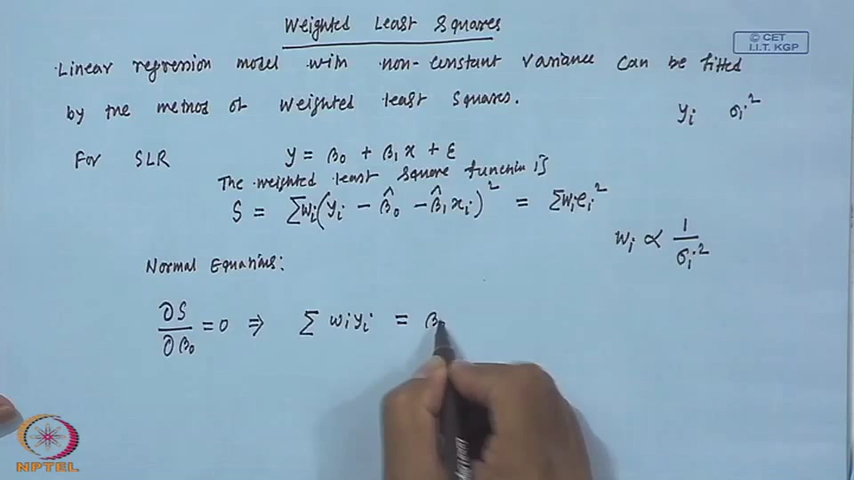 Weighted Least Squares
© CET
I.I.T. KGP
Linear regression model with non-constant variance can be fitted
by the method of weighted least squares.
yᵢ σᵢ²
For SLR y = β₀ + β₁x + ε
The weighted least square function is
S = Σwᵢ(yᵢ − β̂₀ − β̂₁xᵢ)² = Σwᵢeᵢ²
wᵢ ∝ 1/σᵢ²
Normal Equations:
∂S/∂β₀ = 0 ⇒ Σ wᵢyᵢ = β₀
NPTEL